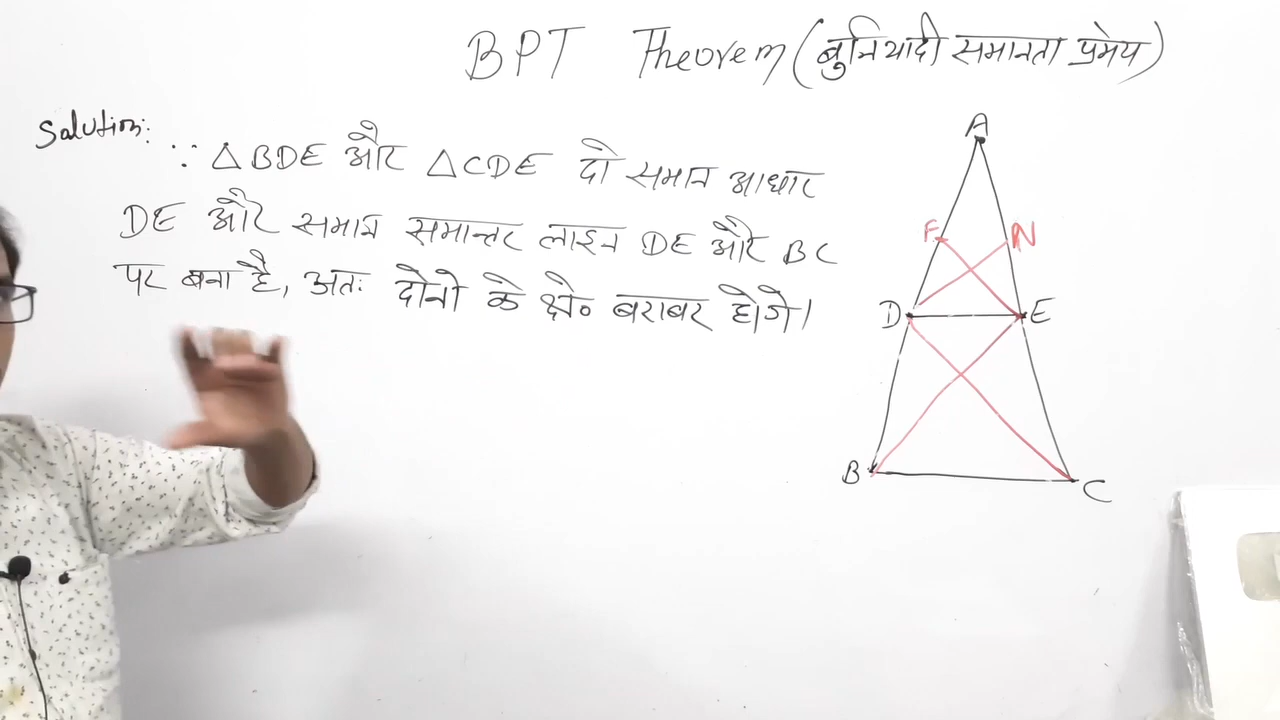 BPT Theorem (बुनियादी समानता प्रमेय)
Solution:
∵ △BDE और △CDE दो समान आधार
DE और समान समान्तर लाइन DE और BC
पर बना है, अतः दोनो के क्षे० बराबर होगे।
A
F N
D E
B C